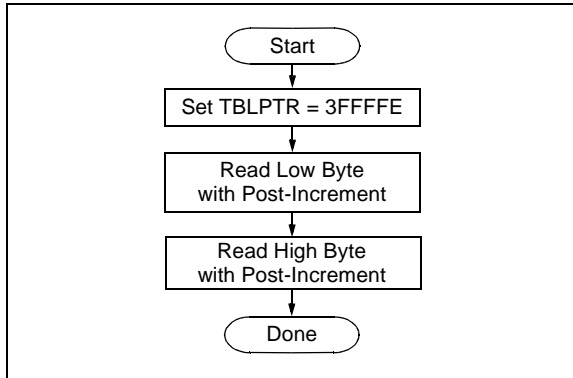 Start
Set TBLPTR = 3FFFFE
Read Low Byte
with Post-Increment
Read High Byte
with Post-Increment
Done